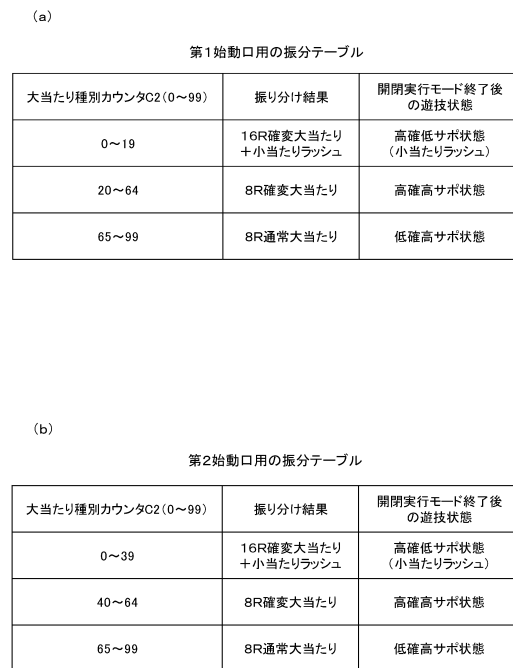 （a）
第1始動口用の振分テーブル
大当たり種別カウンタC2（0～99）
振り分け結果
開閉実行モード終了後
の遊技状態
0～19
16R確変大当たり
＋小当たりラッシュ
高確低サポ状態
（小当たりラッシュ）
20～64
8R確変大当たり
高確高サポ状態
65～99
8R通常大当たり
低確高サポ状態
（b）
第2始動口用の振分テーブル
大当たり種別カウンタC2（0～99）
振り分け結果
開閉実行モード終了後
の遊技状態
0～39
16R確変大当たり
＋小当たりラッシュ
高確低サポ状態
（小当たりラッシュ）
40～64
8R確変大当たり
高確高サポ状態
65～99
8R通常大当たり
低確高サポ状態